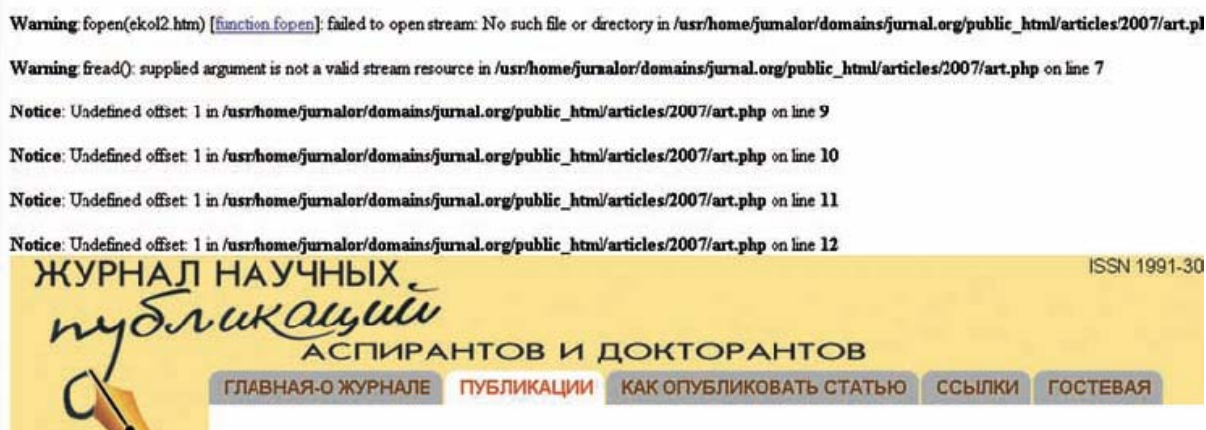 Warning: fopen(ekol2.htm) [function.fopen]: failed to open stream: No such file or directory in /usr/home/jurnalor/domains/jurnal.org/public_html/articles/2007/art.pl
Warning: fread(): supplied argument is not a valid stream resource in /usr/home/jurnalor/domains/jurnal.org/public_html/articles/2007/art.php on line 7
Notice: Undefined offset: 1 in /usr/home/jurnalor/domains/jurnal.org/public_html/articles/2007/art.php on line 9
Notice: Undefined offset: 1 in /usr/home/jurnalor/domains/jurnal.org/public_html/articles/2007/art.php on line 10
Notice: Undefined offset: 1 in /usr/home/jurnalor/domains/jurnal.org/public_html/articles/2007/art.php on line 11
Notice: Undefined offset: 1 in /usr/home/jurnalor/domains/jurnal.org/public_html/articles/2007/art.php on line 12
ISSN 1991-30
ЖУРНАЛ НАУЧНЫХ
публикаций
АСПИРАНТОВ И ДОКТОРАНТОВ
ГЛАВНАЯ-О ЖУРНАЛЕ ПУБЛИКАЦИИ КАК ОПУБЛИКОВАТЬ СТАТЬЮ ССЫЛКИ ГОСТЕВАЯ